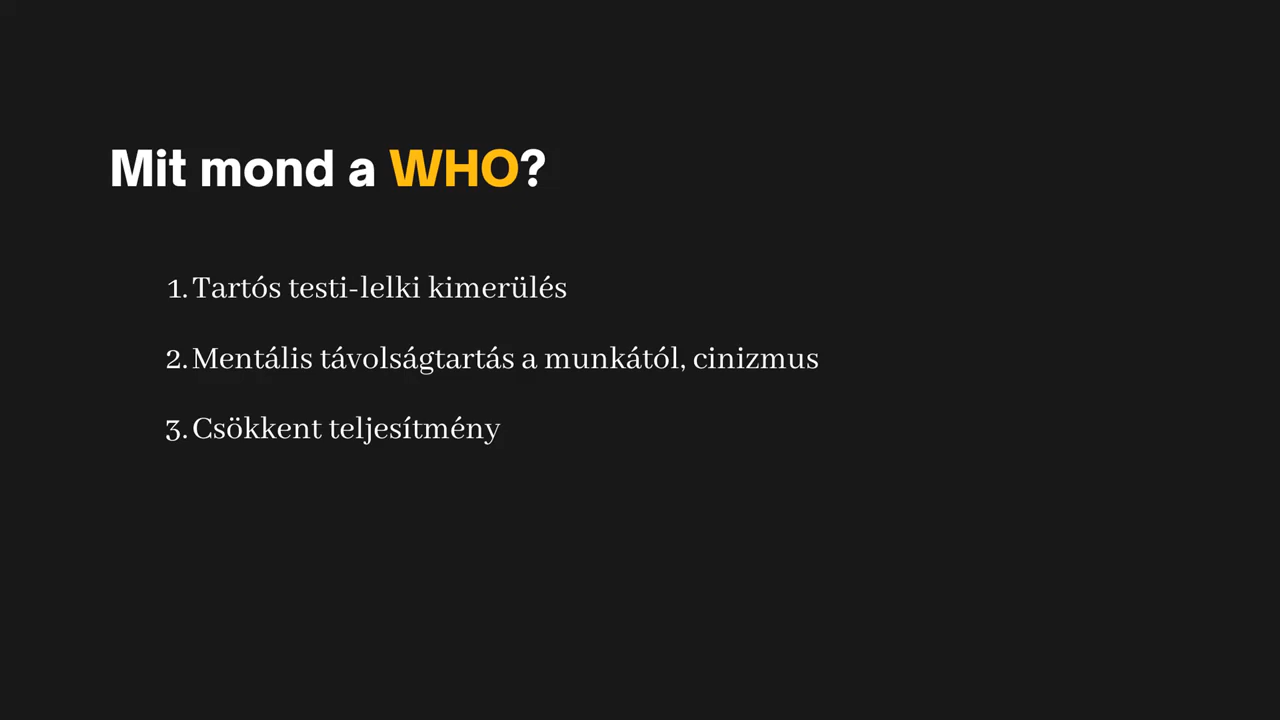 Mit mond a WHO?
1. Tartós testi-lelki kimerülés
2. Mentális távolságtartás a munkától, cinizmus
3. Csökkent teljesítmény